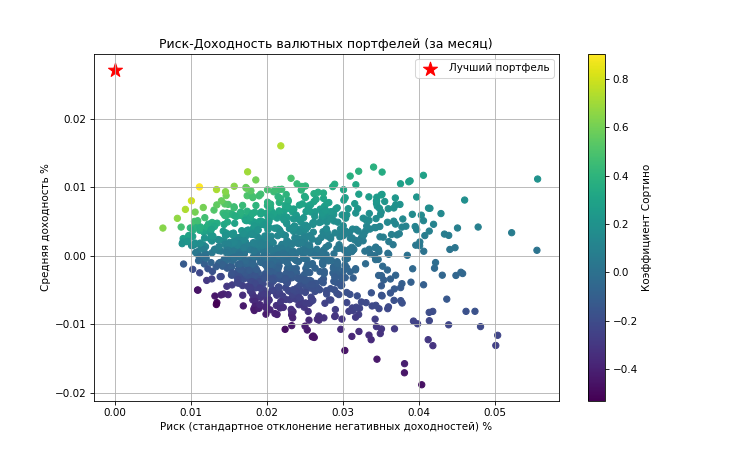 Риск-Доходность валютных портфелей (за месяц)
Лучший портфель
Средняя доходность %
0.02
0.01
0.00
−0.01
−0.02
0.00 0.01 0.02 0.03 0.04 0.05
Риск (стандартное отклонение негативных доходностей) %
0.8
0.6
0.4
0.2
0.0
−0.2
−0.4
Коэффициент Сортино